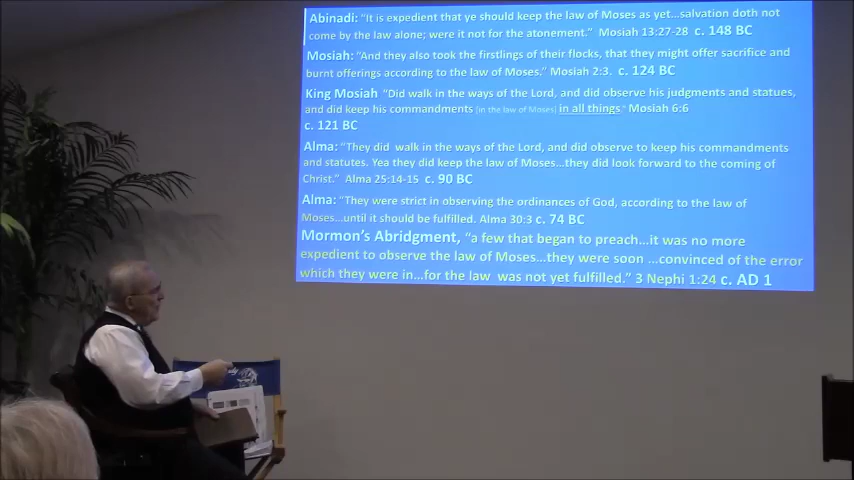 Abinadi: "It is expedient that ye should keep the law of Moses as yet...salvation doth not
come by the law alone; were it not for the atonement." Mosiah 13:27-28 c. 148 BC
Mosiah: "And they also took the firstlings of their flocks, that they might offer sacrifice and
burnt offerings according to the law of Moses." Mosiah 2:3. c. 124 BC
King Mosiah "Did walk in the ways of the Lord, and did observe his judgments and statues,
and did keep his commandments [in the law of Moses] in all things." Mosiah 6:6
c. 121 BC
Alma: "They did walk in the ways of the Lord, and did observe to keep his commandments
and statutes. Yea they did keep the law of Moses...they did look forward to the coming of
Christ." Alma 25:14-15 c. 90 BC
Alma: "They were strict in observing the ordinances of God, according to the law of
Moses...until it should be fulfilled. Alma 30:3 c. 74 BC
Mormon's Abridgment, "a few that began to preach...it was no more
expedient to observe the law of Moses...they were soon ...convinced of the error
which they were in...for the law was not yet fulfilled." 3 Nephi 1:24 c. AD 1